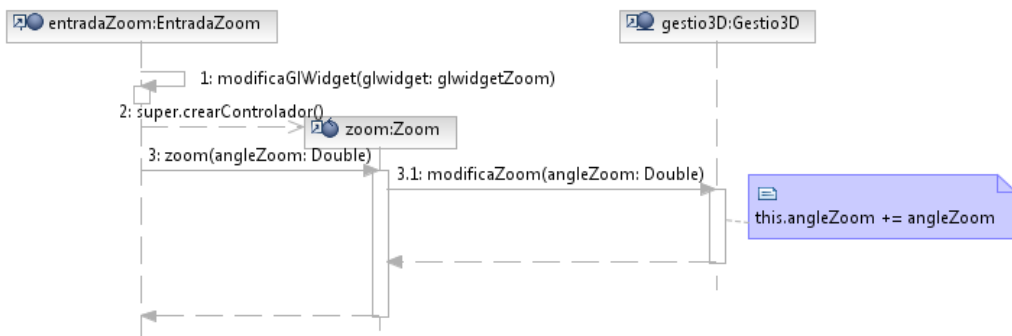 entradaZoom:EntradaZoom
gestio3D:Gestio3D
1: modificaGlWidget(glwidget: glwidgetZoom)
2: super.crearControlador()
zoom:Zoom
3: zoom(angleZoom: Double)
3.1: modificaZoom(angleZoom: Double)
this.angleZoom += angleZoom